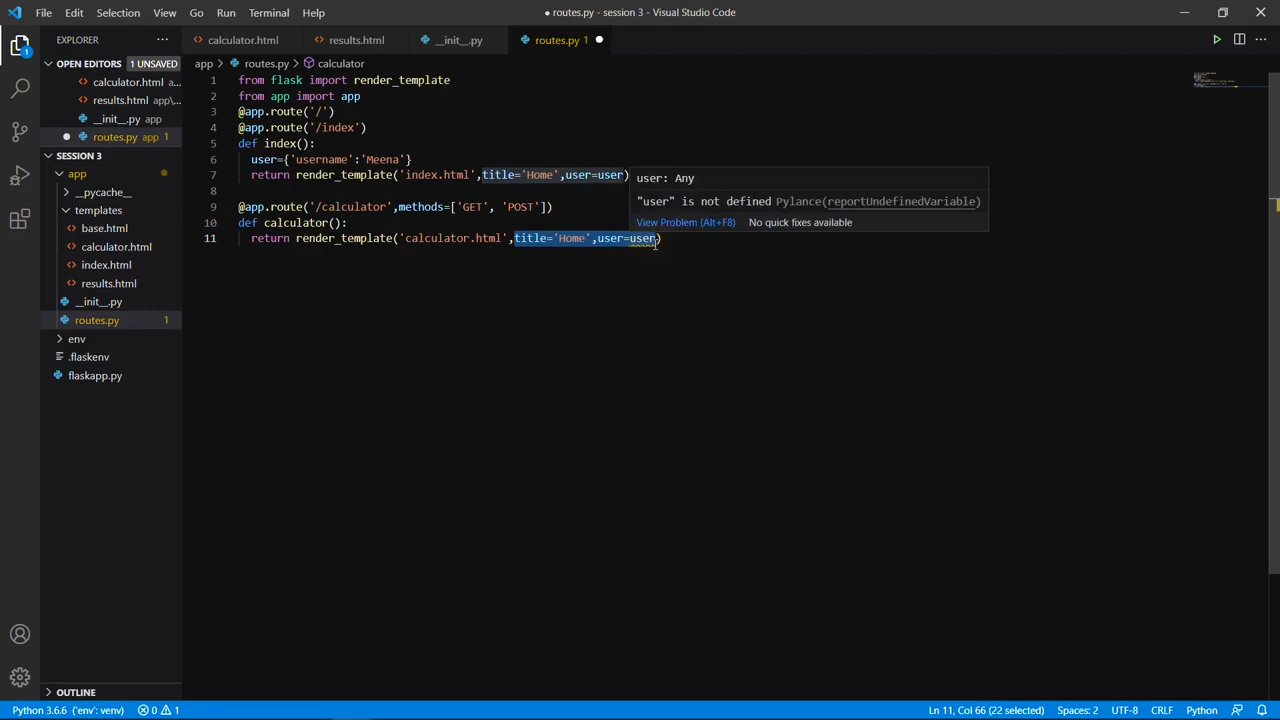 File Edit Selection View Go Run Terminal Help
● routes.py - session 3 - Visual Studio Code
EXPLORER
calculator.html results.html __init__.py routes.py 1
OPEN EDITORS 1 UNSAVED
app > routes.py > calculator
calculator.html a...
results.html app\...
__init__.py app
routes.py app 1
SESSION 3
app
__pycache__
templates
base.html
calculator.html
index.html
results.html
__init__.py
routes.py 1
env
.flaskenv
flaskapp.py
OUTLINE
1
1 from flask import render_template
2 from app import app
3 @app.route('/')
4 @app.route('/index')
5 def index():
6 user={'username':'Meena'}
7 return render_template('index.html',title='Home',user=user)
8
9 @app.route('/calculator',methods=['GET', 'POST'])
10 def calculator():
11 return render_template('calculator.html',title='Home',user=user)
user: Any
"user" is not defined Pylance(reportUndefinedVariable)
View Problem (Alt+F8) No quick fixes available
Python 3.6.6 ('env': venv) 0 1 Ln 11, Col 66 (22 selected) Spaces: 2 UTF-8 CRLF Python